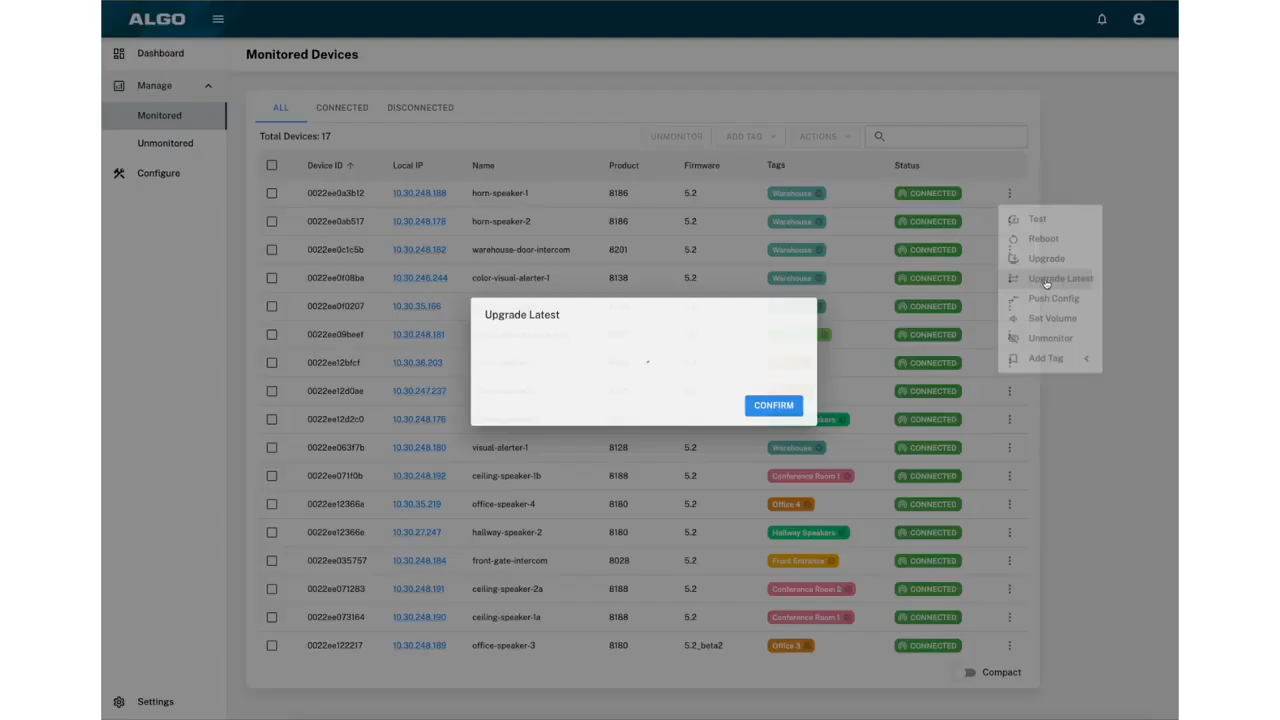 ALGO
Dashboard
Monitored Devices
Manage
Monitored
Unmonitored
Configure
Settings
ALL CONNECTED DISCONNECTED
Total Devices: 17 UNMONITOR ADD TAG ACTIONS
Device ID Local IP Name Product Firmware Tags Status
0022ee0a3b12 10.30.248.188 horn-speaker-1 8186 5.2 Warehouse CONNECTED
0022ee0ab517 10.30.248.178 horn-speaker-2 8186 5.2 Warehouse CONNECTED
0022ee0c1c5b 10.30.248.182 warehouse-door-intercom 8201 5.2 Warehouse CONNECTED
0022ee0f08ba 10.30.246.244 color-visual-alerter-1 8138 5.2 Warehouse CONNECTED
0022ee0f0207 10.30.35.166 CONNECTED
0022ee09beef 10.30.248.181 CONNECTED
0022ee12bfcf 10.30.36.203 CONNECTED
0022ee12d0ae 10.30.247.237 CONNECTED
0022ee12d2c0 10.30.248.176 CONNECTED
0022ee063f7b 10.30.248.180 visual-alerter-1 8128 5.2 Warehouse CONNECTED
0022ee071f0b 10.30.248.192 ceiling-speaker-1b 8188 5.2 Conference Room 1 CONNECTED
0022ee12366a 10.30.35.219 office-speaker-4 8180 5.2 Office 4 CONNECTED
0022ee12366e 10.30.27.247 hallway-speaker-2 8180 5.2 Hallway Speakers CONNECTED
0022ee035757 10.30.248.184 front-gate-intercom 8028 5.2 Front Entrance CONNECTED
0022ee071283 10.30.248.191 ceiling-speaker-2a 8188 5.2 Conference Room 2 CONNECTED
0022ee073164 10.30.248.190 ceiling-speaker-1a 8188 5.2 Conference Room 1 CONNECTED
0022ee122217 10.30.248.189 office-speaker-3 8180 5.2_beta2 Office 3 CONNECTED
Compact
Test
Reboot
Upgrade
Upgrade Latest
Push Config
Set Volume
Unmonitor
Add Tag
Upgrade Latest
CONFIRM